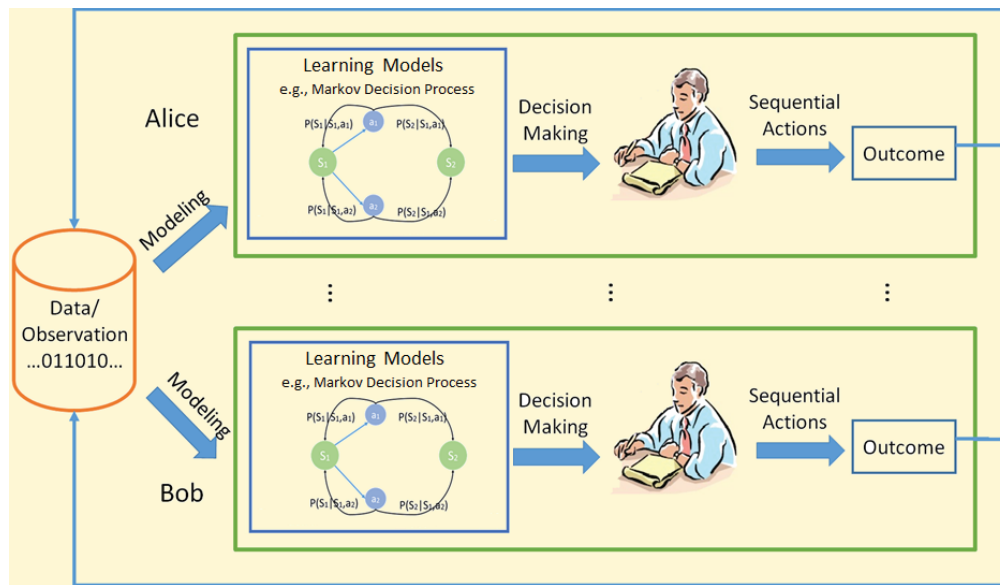 Alice
Learning Models
e.g., Markov Decision Process
P(S₁|S₁,a₁)
a₁
P(S₂|S₁,a₁)
S₁
S₂
P(S₁|S₁,a₂)
a₂
P(S₂|S₁,a₂)
Decision
Making
Sequential
Actions
Outcome
Modeling
Data/
Observation
...011010...
...
...
...
Modeling
Bob
Learning Models
e.g., Markov Decision Process
P(S₁|S₁,a₁)
a₁
P(S₂|S₁,a₁)
S₁
S₂
P(S₁|S₁,a₂)
a₂
P(S₂|S₁,a₂)
Decision
Making
Sequential
Actions
Outcome